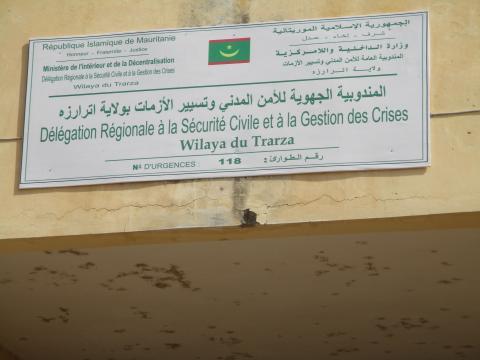 République Islamique de Mauritanie
Honneur - Fraternité - Justice
Ministère de l'intérieur et de la Décentralisation
Délégation Régionale à la Sécurité Civile et à la Gestion des Crises
Wilaya du Trarza
الجمهورية الإسلامية الموريتانية
شرف - إخاء - عدل
وزارة الداخلية واللامركزية
المندوبية العامة للأمن المدني وتسيير الأزمات
ولاية اترارزه
المندوبية الجهوية للأمن المدني وتسيير الأزمات بولاية اترارزه
Délégation Régionale à la Sécurité Civile et à la Gestion des Crises
Wilaya du Trarza
N° D'URGENCES : 118 رقم الطوارئ :